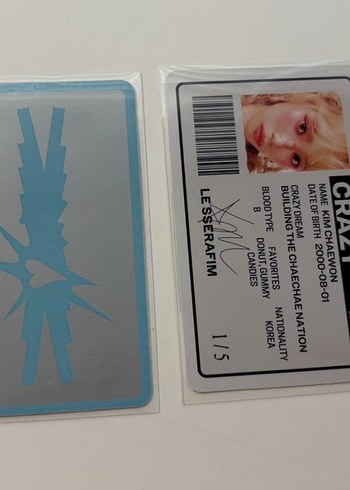 CRAZY
NAME KIM CHAEWON
DATE OF BIRTH 2000-08-01
CRAZY DREAM
BUILDING THE CHAECHAE NATION
BLOOD TYPE FAVORITES NATIONALITY
B DONUT, GUMMY KOREA
CANDIES
LE SSERAFIM
1/5